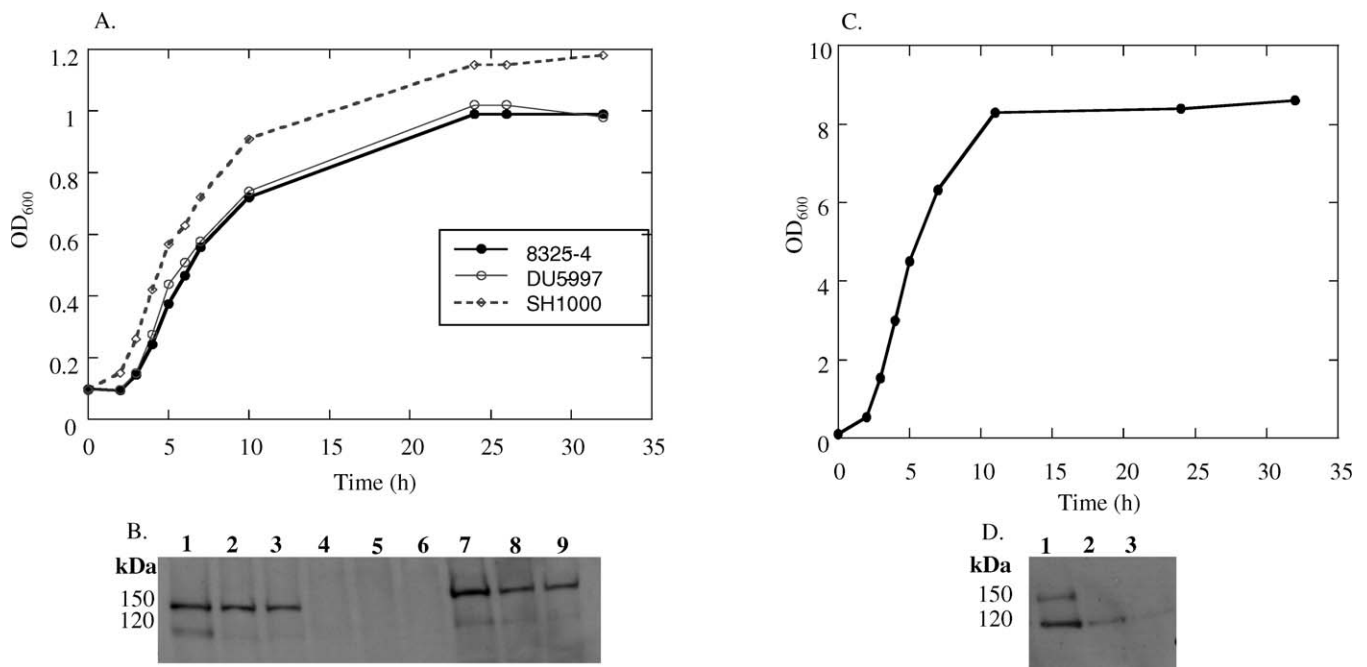 A.
1.2
1
0.8
0.6
0.4
0.2
0
OD600
8325-4
DU5997
SH1000
0 5 10 15 20 25 30 35
Time (h)
C.
10
8
6
4
2
0
OD600
0 5 10 15 20 25 30 35
Time (h)
B.
1 2 3 4 5 6 7 8 9
kDa
150
120
D.
1 2 3
kDa
150
120